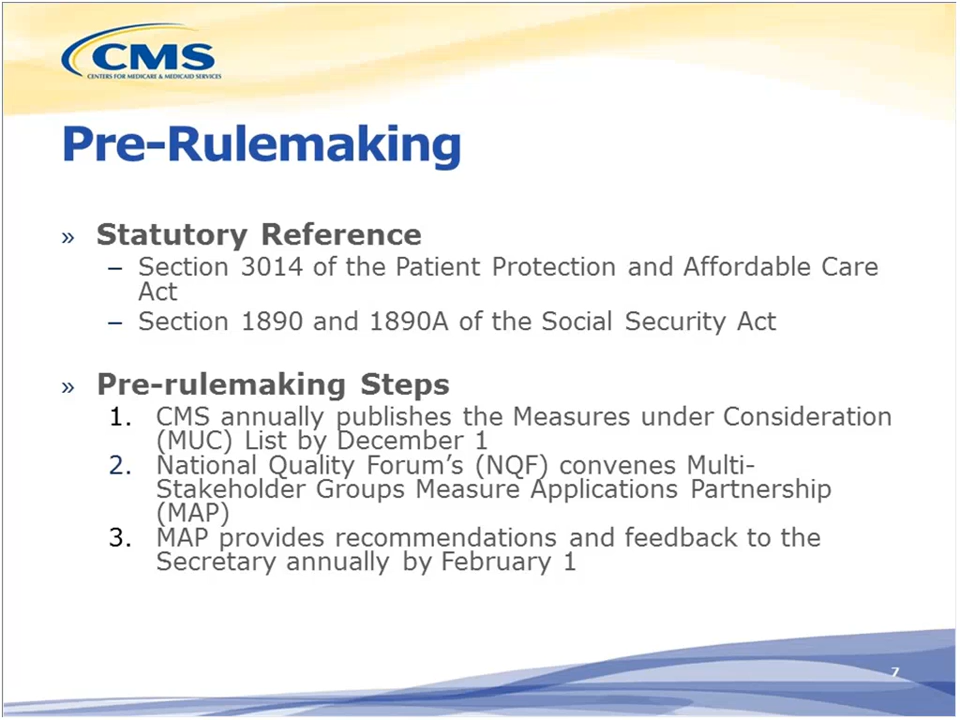 CMS
CENTERS FOR MEDICARE & MEDICAID SERVICES
Pre-Rulemaking
» Statutory Reference
– Section 3014 of the Patient Protection and Affordable Care
Act
– Section 1890 and 1890A of the Social Security Act
» Pre-rulemaking Steps
1. CMS annually publishes the Measures under Consideration
(MUC) List by December 1
2. National Quality Forum’s (NQF) convenes Multi-
Stakeholder Groups Measure Applications Partnership
(MAP)
3. MAP provides recommendations and feedback to the
Secretary annually by February 1
7